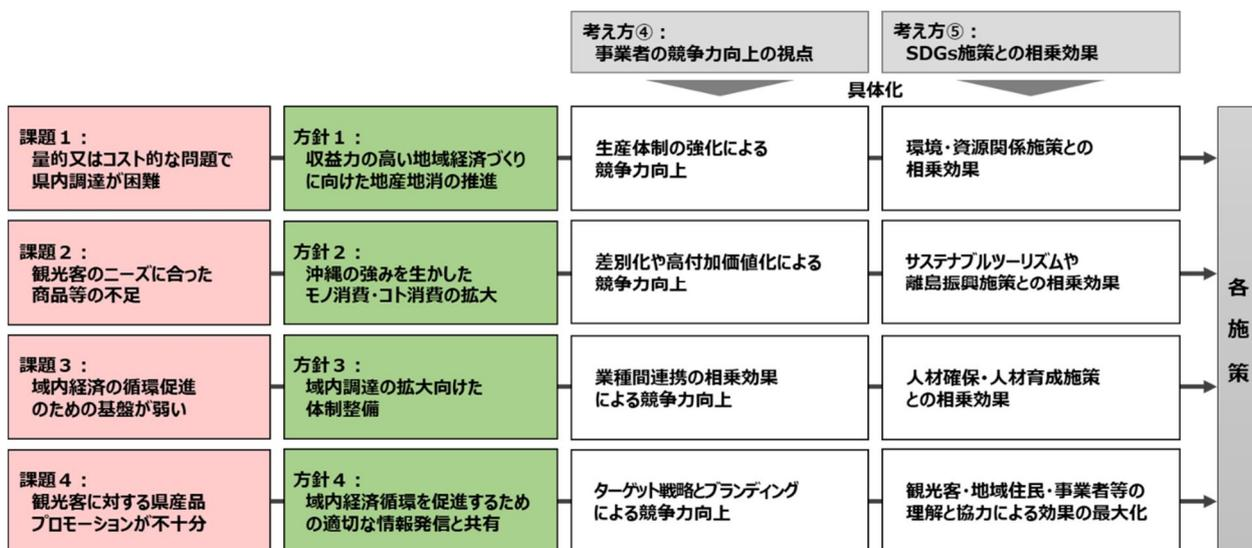 考え方④：
事業者の競争力向上の視点
考え方⑤：
SDGs施策との相乗効果
具体化
課題１：
量的又はコスト的な問題で
県内調達が困難
方針１：
収益力の高い地域経済づくり
に向けた地産地消の推進
生産体制の強化による
競争力向上
環境・資源関係施策との
相乗効果
課題２：
観光客のニーズに合った
商品等の不足
方針２：
沖縄の強みを生かした
モノ消費・コト消費の拡大
差別化や高付加価値化による
競争力向上
サステナブルツーリズムや
離島振興施策との相乗効果
課題３：
域内経済の循環促進
のための基盤が弱い
方針３：
域内調達の拡大向けた
体制整備
業種間連携の相乗効果
による競争力向上
人材確保・人材育成施策
との相乗効果
課題４：
観光客に対する県産品
プロモーションが不十分
方針４：
域内経済循環を促進するため
の適切な情報発信と共有
ターゲット戦略とブランディング
による競争力向上
観光客・地域住民・事業者等の
理解と協力による効果の最大化
各施策